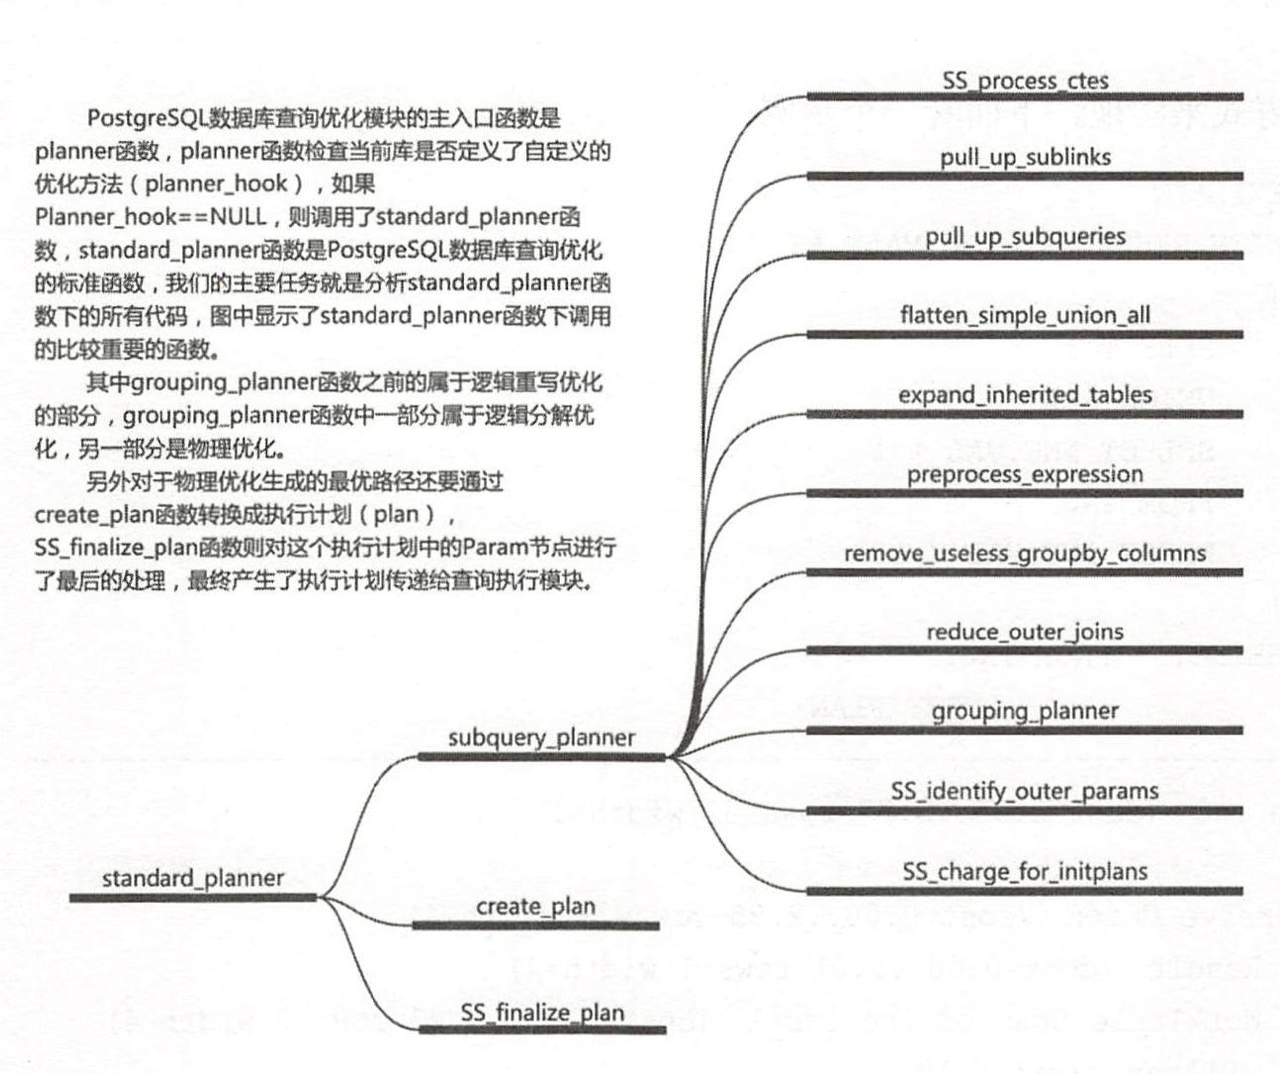 PostgreSQL数据库查询优化模块的主入口函数是
planner函数，planner函数检查当前库是否定义了自定义的
优化方法（planner_hook），如果
Planner_hook==NULL，则调用了standard_planner函
数，standard_planner函数是PostgreSQL数据库查询优化
的标准函数，我们的主要任务就是分析standard_planner函
数下的所有代码，图中显示了standard_planner函数下调用
的比较重要的函数。
其中grouping_planner函数之前的属于逻辑重写优化
的部分，grouping_planner函数中一部分属于逻辑分解优
化，另一部分是物理优化。
另外对于物理优化生成的最优路径还要通过
create_plan函数转换成执行计划（plan），
SS_finalize_plan函数则对这个执行计划中的Param节点进行
了最后的处理，最终产生了执行计划传递给查询执行模块。
SS_process_ctes
pull_up_sublinks
pull_up_subqueries
flatten_simple_union_all
expand_inherited_tables
preprocess_expression
remove_useless_groupby_columns
reduce_outer_joins
grouping_planner
subquery_planner
SS_identify_outer_params
SS_charge_for_initplans
standard_planner
create_plan
SS_finalize_plan